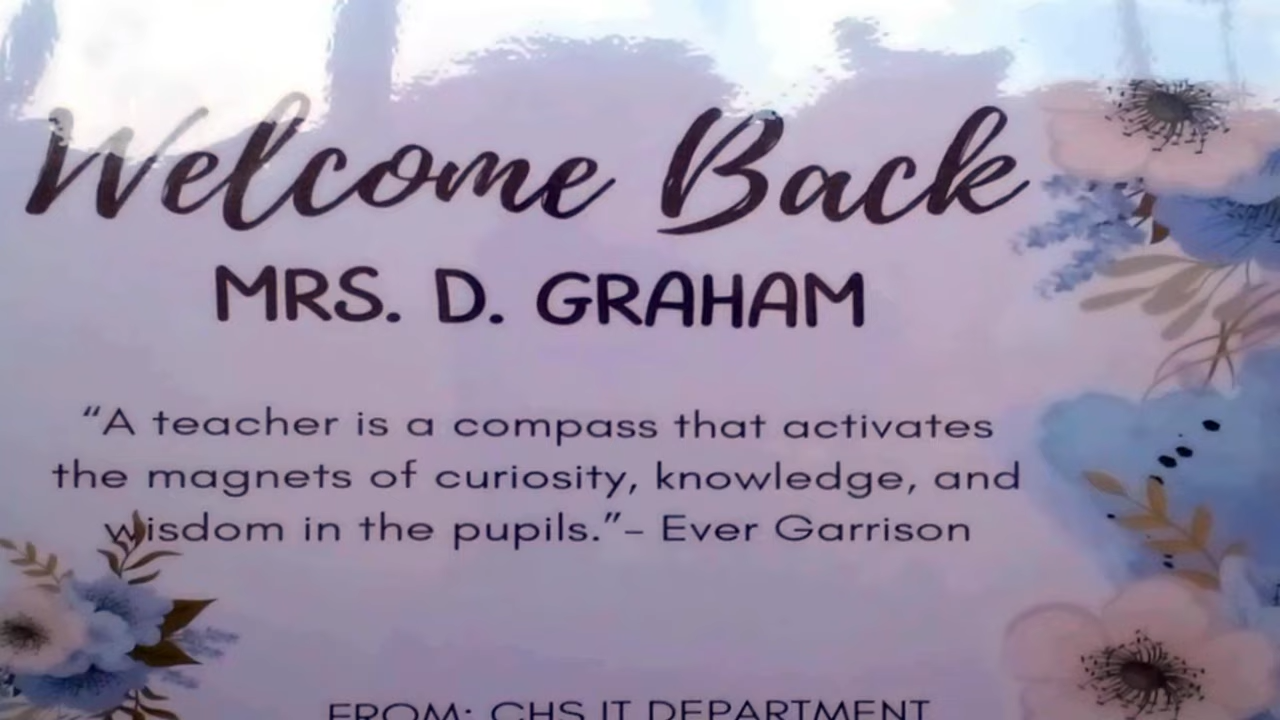 Welcome Back
MRS. D. GRAHAM
“A teacher is a compass that activates
the magnets of curiosity, knowledge, and
wisdom in the pupils.”– Ever Garrison
FROM: CHS IT DEPARTMENT